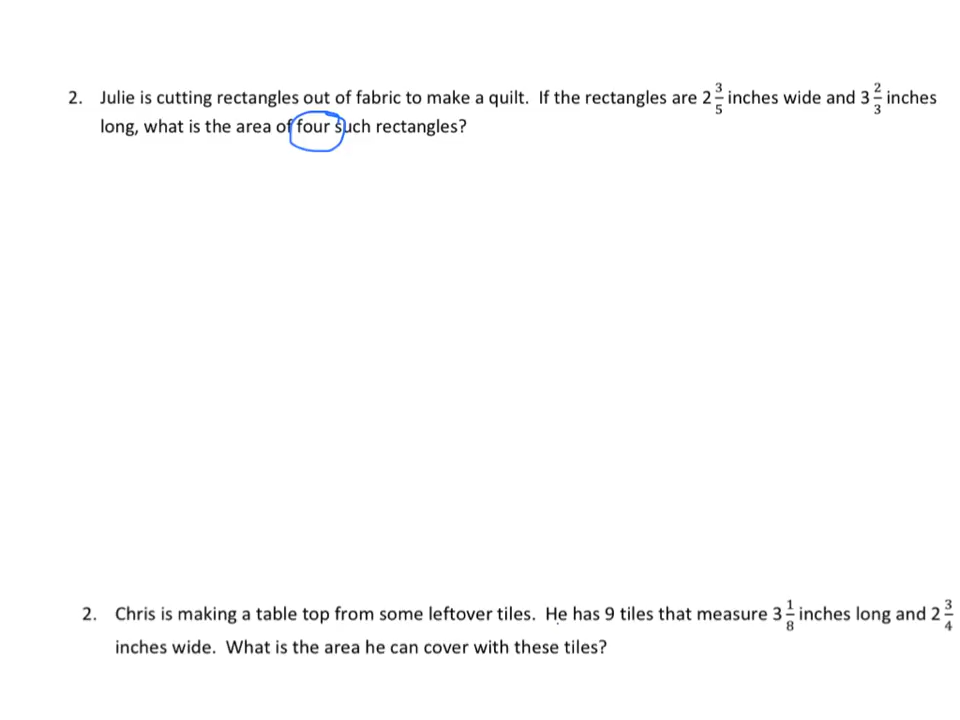 2. Julie is cutting rectangles out of fabric to make a quilt. If the rectangles are 2 3/5 inches wide and 3 2/3 inches
long, what is the area of four such rectangles?
2. Chris is making a table top from some leftover tiles. He has 9 tiles that measure 3 1/8 inches long and 2 3/4
inches wide. What is the area he can cover with these tiles?